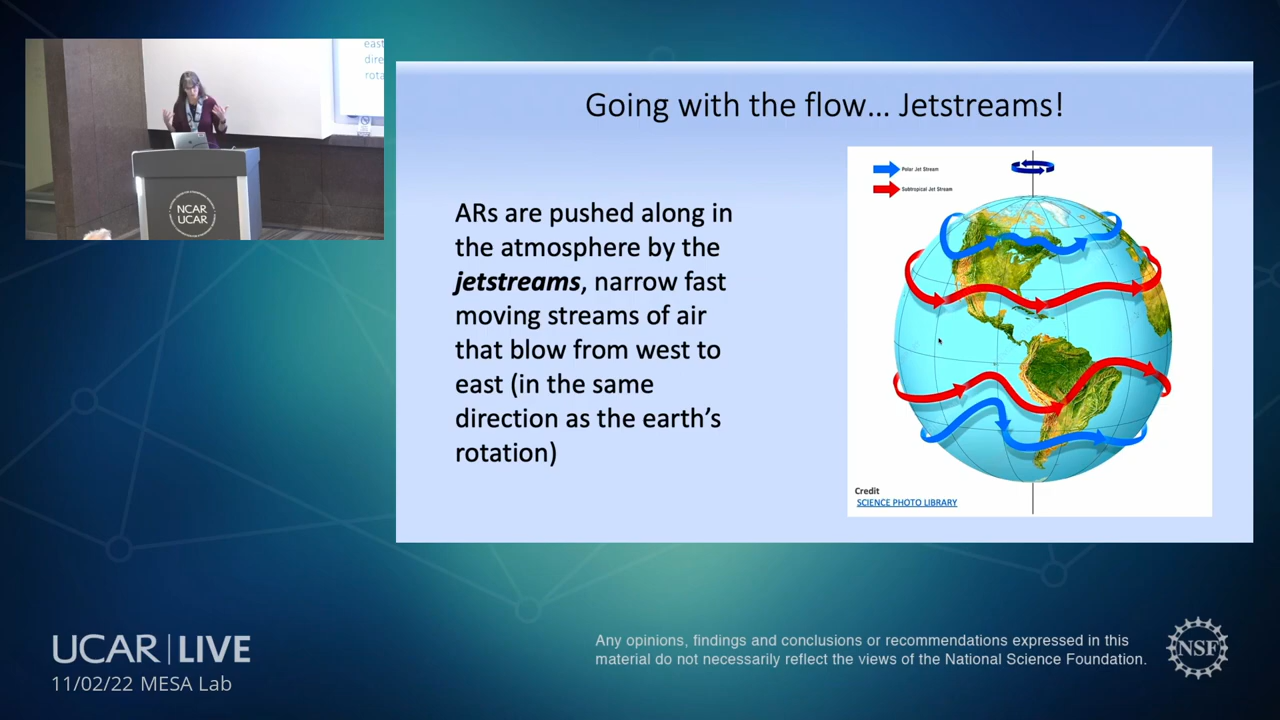 east
dire
rota
NCAR
UCAR
Going with the flow... Jetstreams!
ARs are pushed along in
the atmosphere by the
jetstreams, narrow fast
moving streams of air
that blow from west to
east (in the same
direction as the earth’s
rotation)
Polar Jet Stream
Subtropical Jet Stream
Credit
SCIENCE PHOTO LIBRARY
UCAR | LIVE
11/02/22 MESA Lab
Any opinions, findings and conclusions or recommendations expressed in this
material do not necessarily reflect the views of the National Science Foundation.
NSF